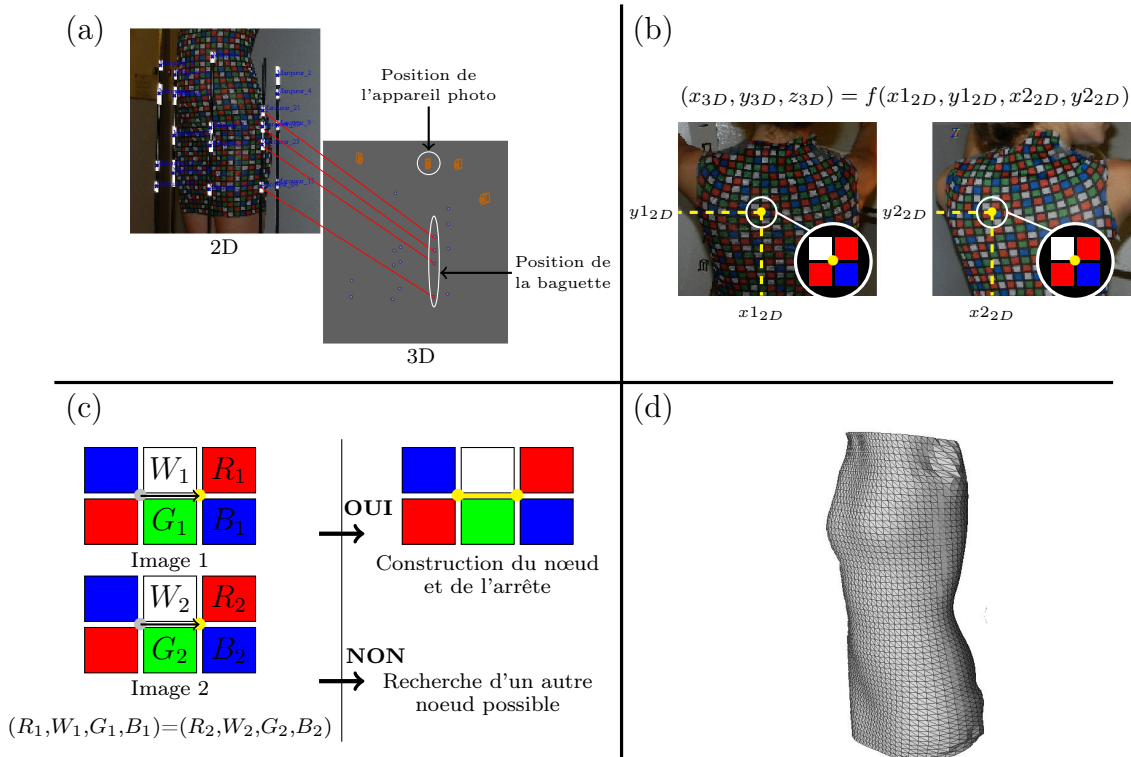 (a)
Marqueur_2
Marqueur_4
Position de
l'appareil photo
2D
Position de
la baguette
3D
(b)
(x3D, y3D, z3D) = f(x12D, y12D, x22D, y22D)
y12D
x12D
y22D
x22D
(c)
W1 R1
G1 B1
Image 1
W2 R2
G2 B2
Image 2
(R1,W1,G1,B1)=(R2,W2,G2,B2)
OUI
Construction du nœud
et de l'arrête
NON
Recherche d'un autre
noeud possible
(d)